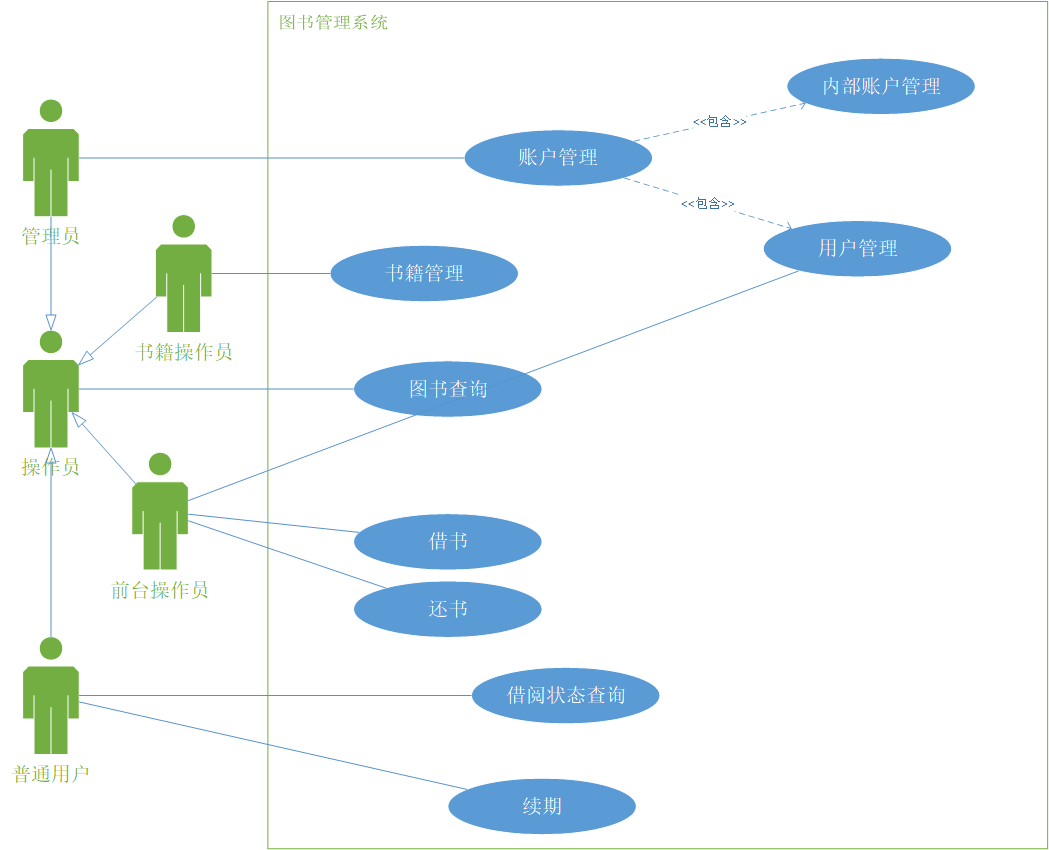 图书管理系统
内部账户管理
<<包含>>
账户管理
<<包含>>
管理员
用户管理
书籍管理
书籍操作员
图书查询
操作员
借书
前台操作员
还书
借阅状态查询
普通用户
续期